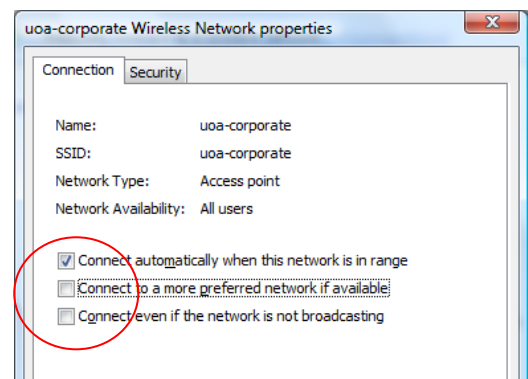 uoa-corporate Wireless Network properties
Connection Security
Name: uoa-corporate
SSID: uoa-corporate
Network Type: Access point
Network Availability: All users
Connect automatically when this network is in range
Connect to a more preferred network if available
Connect even if the network is not broadcasting